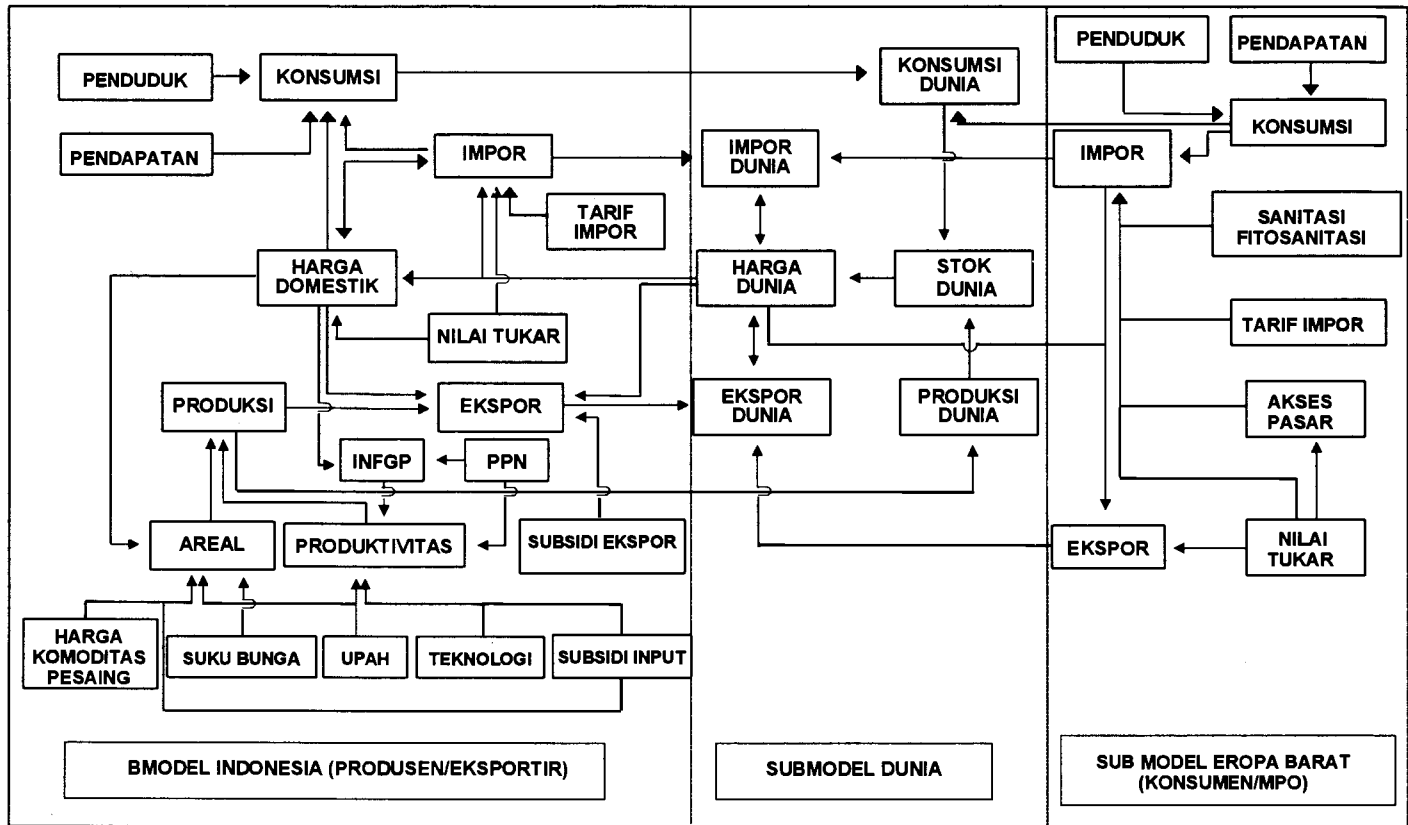 PENDUDUK
KONSUMSI
PENDAPATAN
IMPOR
TARIF
IMPOR
HARGA
DOMESTIK
NILAI TUKAR
PRODUKSI
EKSPOR
INFGP
PPN
AREAL
PRODUKTIVITAS
SUBSIDI EKSPOR
HARGA
KOMODITAS
PESAING
SUKU BUNGA
UPAH
TEKNOLOGI
SUBSIDI INPUT
BMODEL INDONESIA (PRODUSEN/EKSPORTIR)
KONSUMSI
DUNIA
IMPOR
DUNIA
HARGA
DUNIA
STOK
DUNIA
EKSPOR
DUNIA
PRODUKSI
DUNIA
SUBMODEL DUNIA
PENDUDUK
PENDAPATAN
KONSUMSI
IMPOR
SANITASI
FITOSANITASI
TARIF IMPOR
AKSES
PASAR
EKSPOR
NILAI
TUKAR
SUB MODEL EROPA BARAT
(KONSUMEN/MPO)